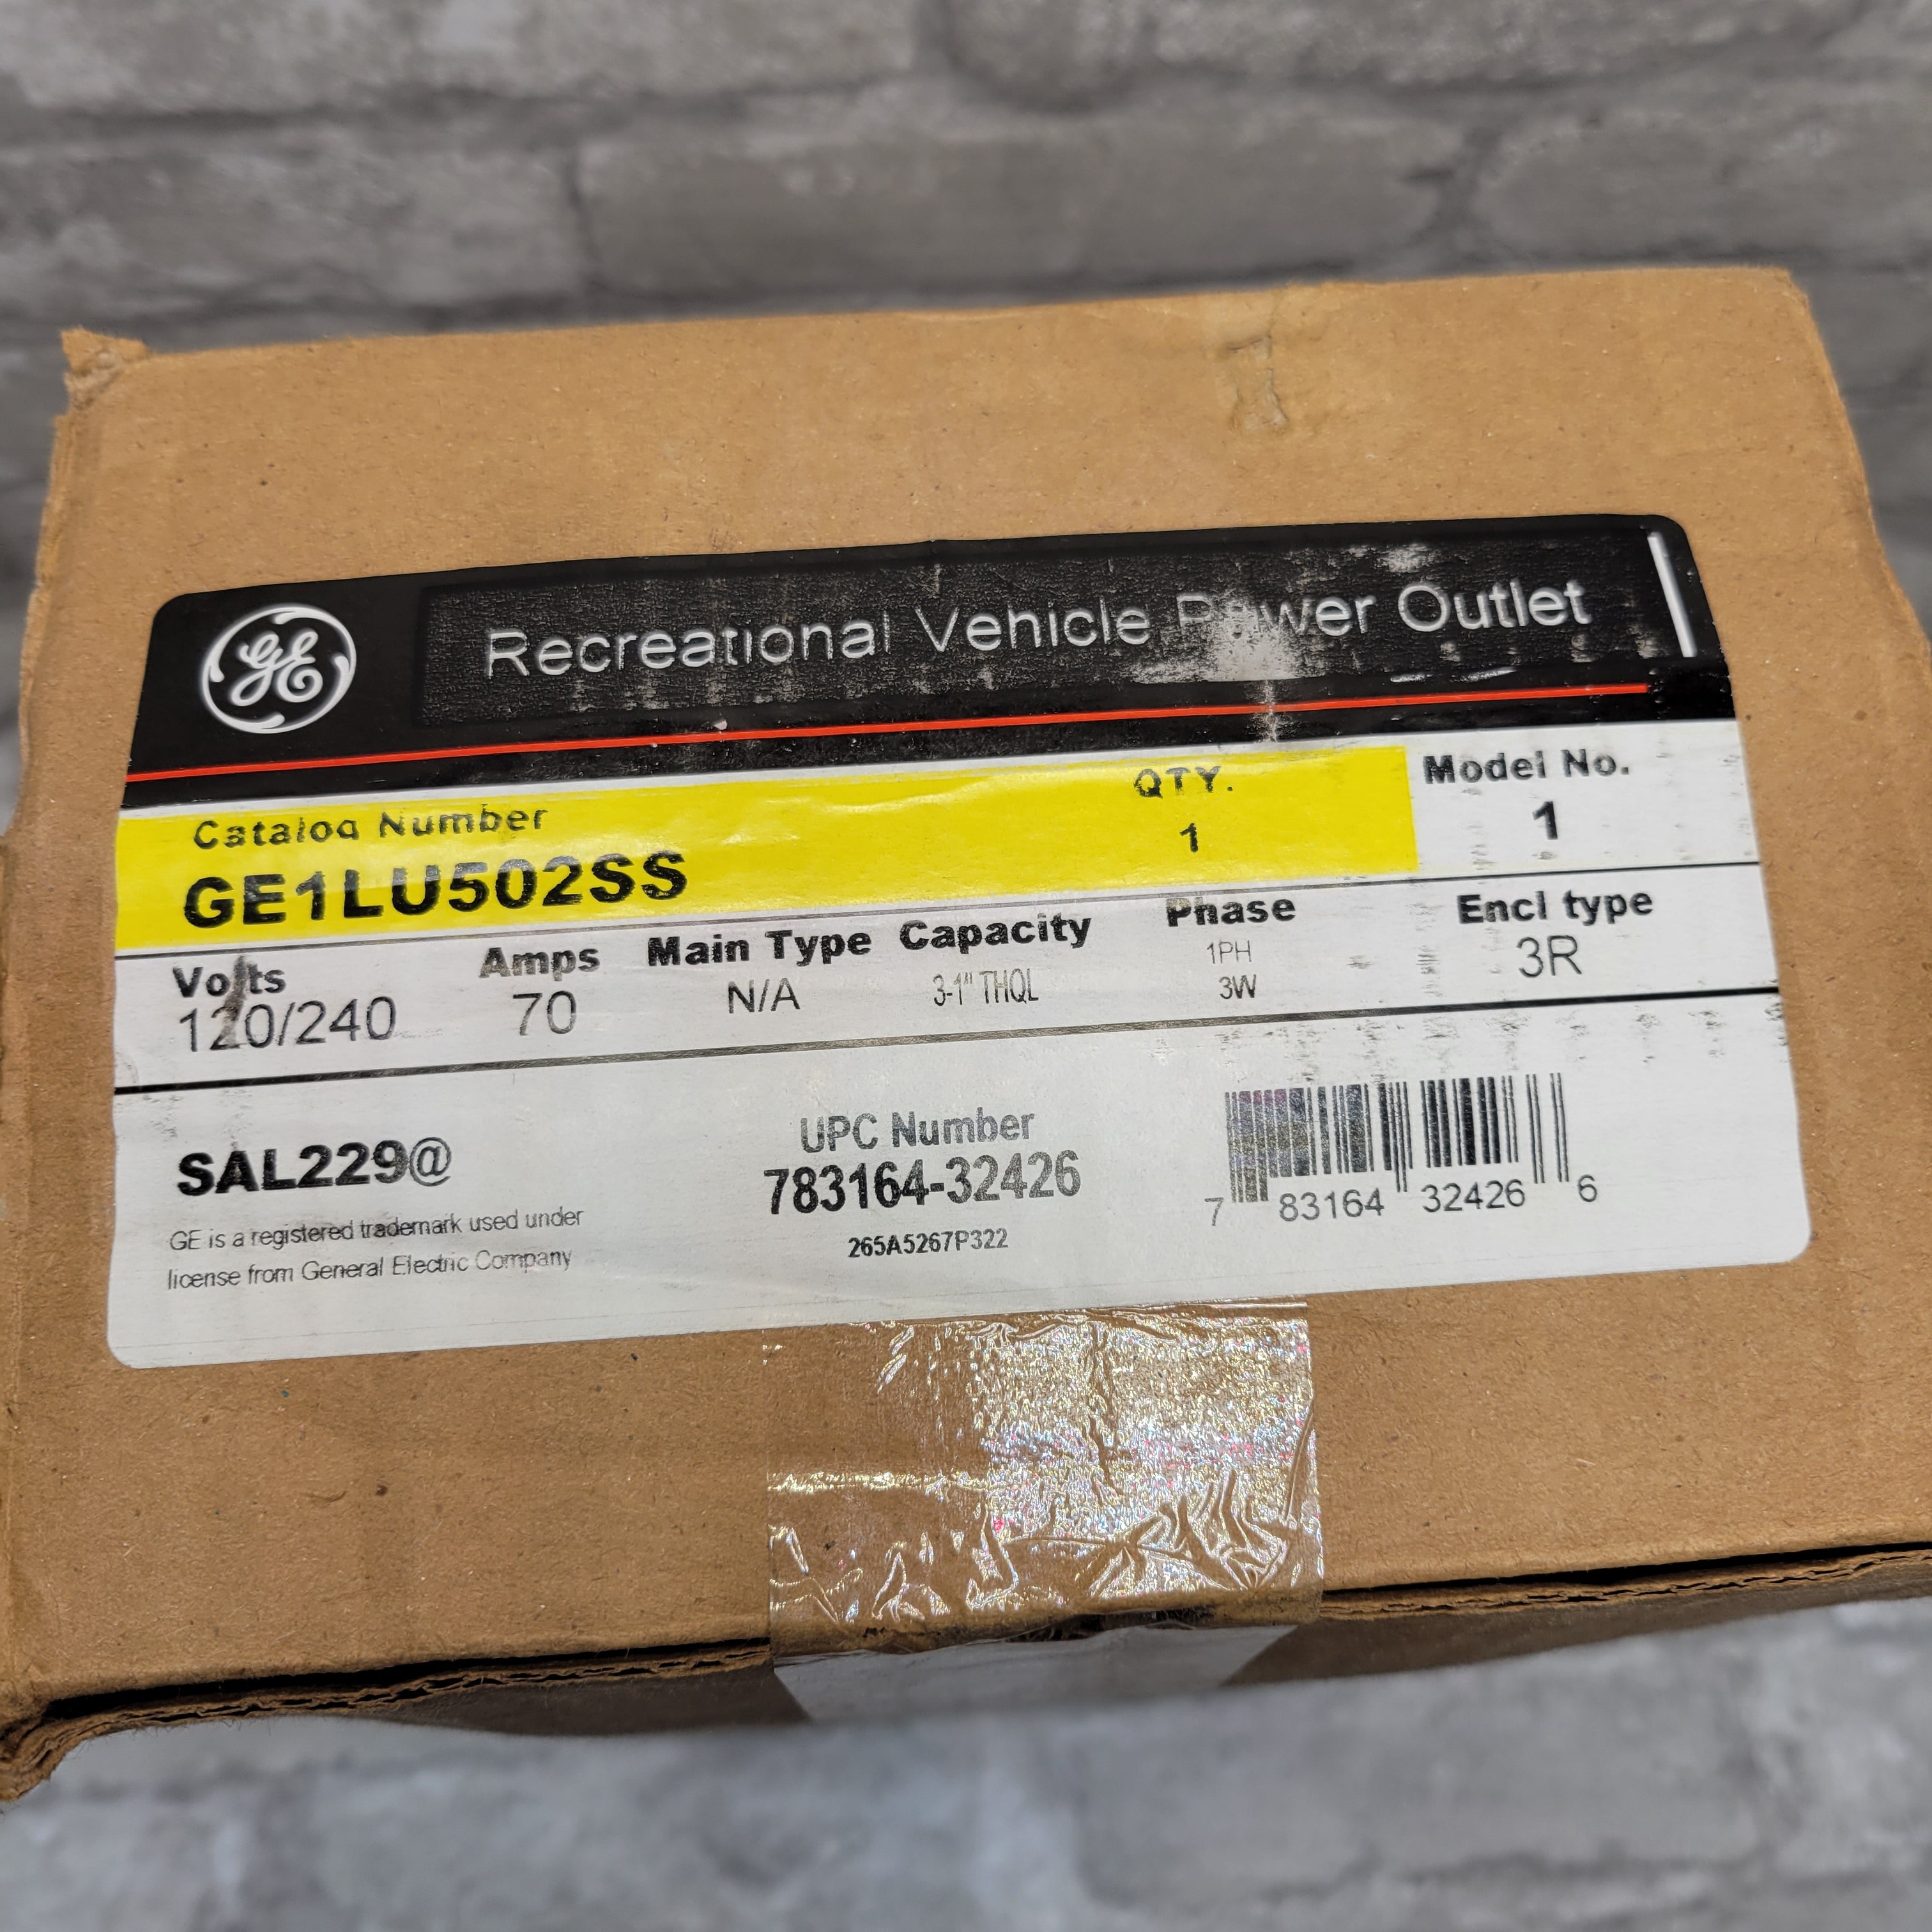 GE
Recreational Vehicle Power Outlet
Catalog Number
GE1LU502SS
QTY.
1
Model No.
1
Volts
120/240
Amps
70
Main Type
N/A
Capacity
3-1" THQL
Phase
1PH
3W
Encl type
3R
SAL229@
GE is a registered trademark used under
license from General Electric Company
UPC Number
783164-32426
265A5267P322
7 83164 32426 6